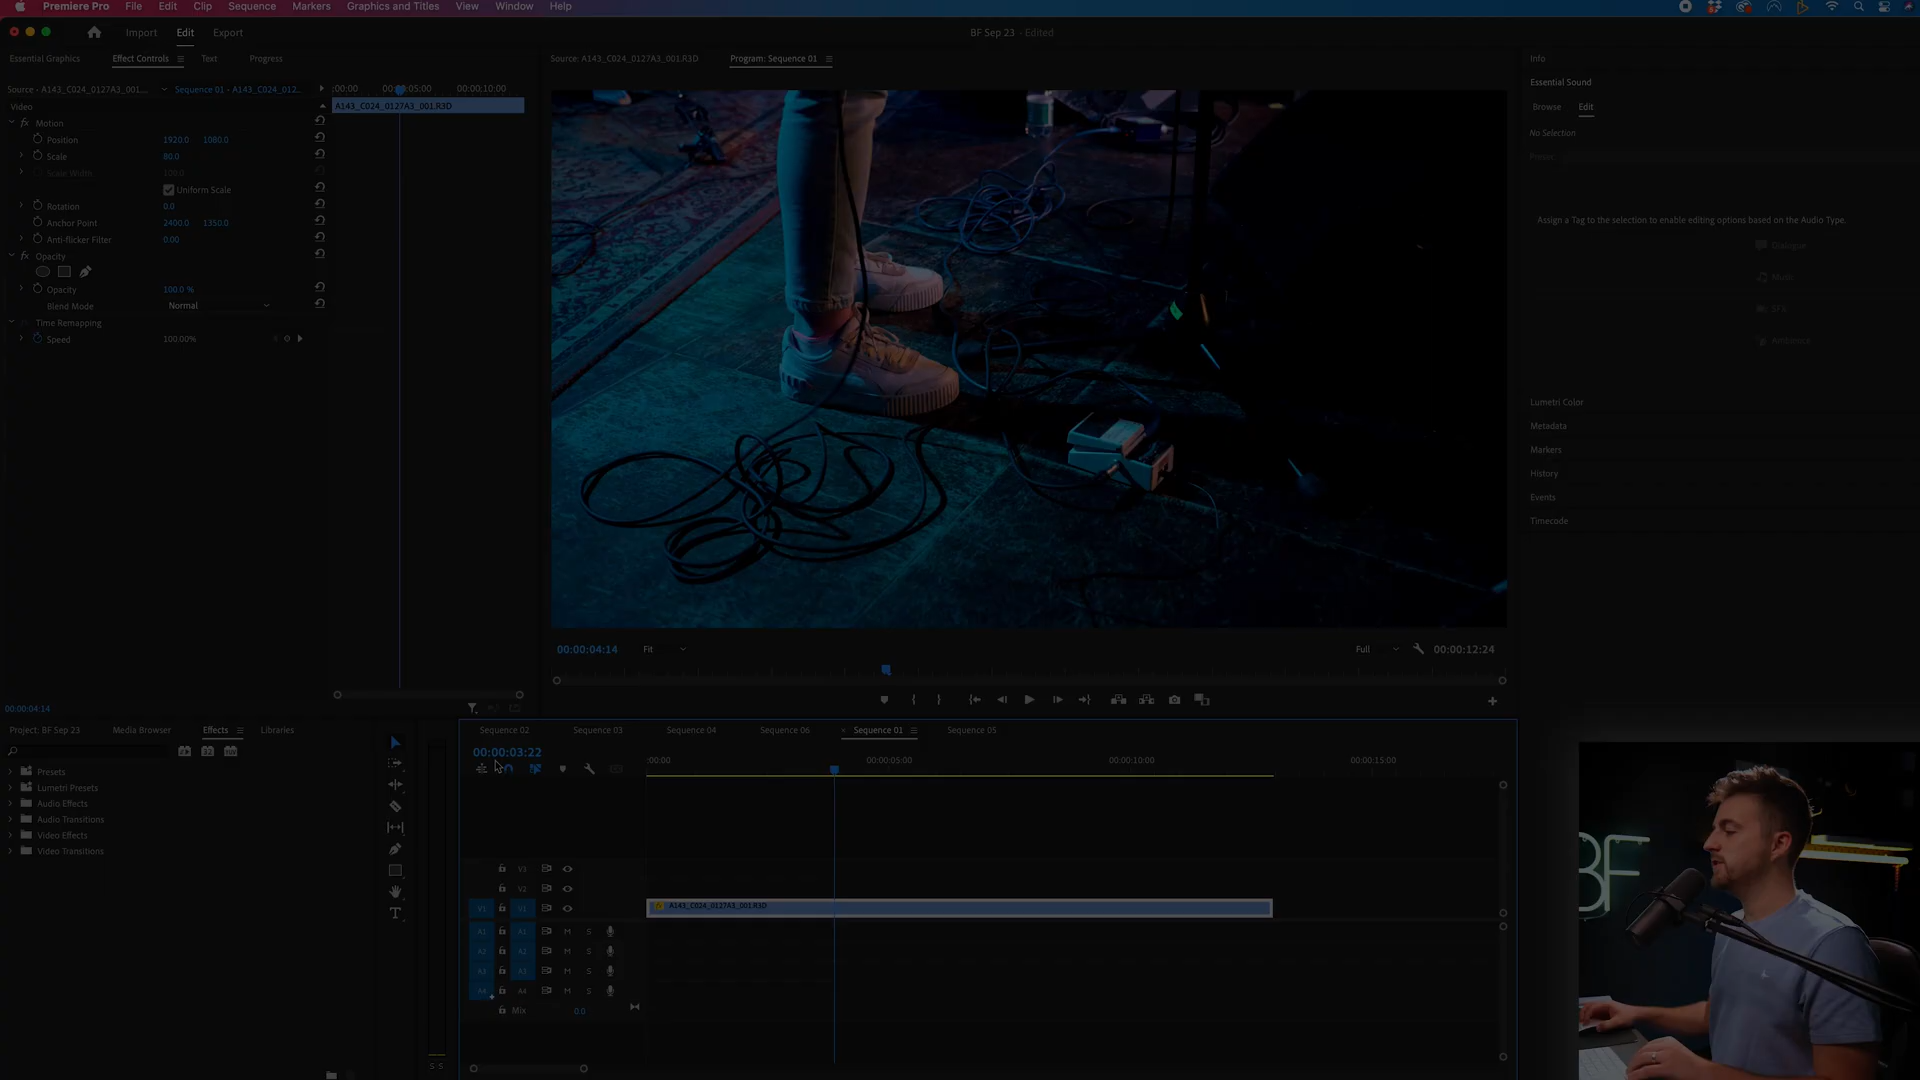 Premiere Pro File Edit Clip Sequence Markers Graphics and Titles View Window Help
Import Edit Export BF Sep 23 - Edited
Essential Graphics Effect Controls Text Progress
Source: A143_C024_0127A3_001.R3D Program: Sequence 01
Info
Essential Sound
Browse Edit
No Selection
Preset
Assign a Tag to the selection to enable editing options based on the Audio Type.
Dialogue
Music
SFX
Ambience
Lumetri Color
Metadata
Markers
History
Events
Timecode
Source - A143_C024_0127A3_001.... Sequence 01 - A143_C024_012...
:00:00 00:00:05:00 00:00:10:00
Video A143_C024_0127A3_001.R3D
fx Motion
Position 1920.0 1080.0
Scale 80.0
Scale Width 100.0
Uniform Scale
Rotation 0.0
Anchor Point 2400.0 1350.0
Anti-flicker Filter 0.00
fx Opacity
Opacity 100.0 %
Blend Mode Normal
Time Remapping
Speed 100.00%
00:00:04:14
00:00:04:14 Fit Full 00:00:12:24
Project: BF Sep 23 Media Browser Effects Libraries
Presets
Lumetri Presets
Audio Effects
Audio Transitions
Video Effects
Video Transitions
Sequence 02 Sequence 03 Sequence 04 Sequence 06 Sequence 01 Sequence 05
00:00:03:22
:00:00 00:00:05:00 00:00:10:00 00:00:15:00
V3
V2
V1 V1 fx A143_C024_0127A3_001.R3D
A1 A1 M S
A2 A2 M S
A3 A3 M S
A4 A4 M S
Mix 0.0
S S
BF